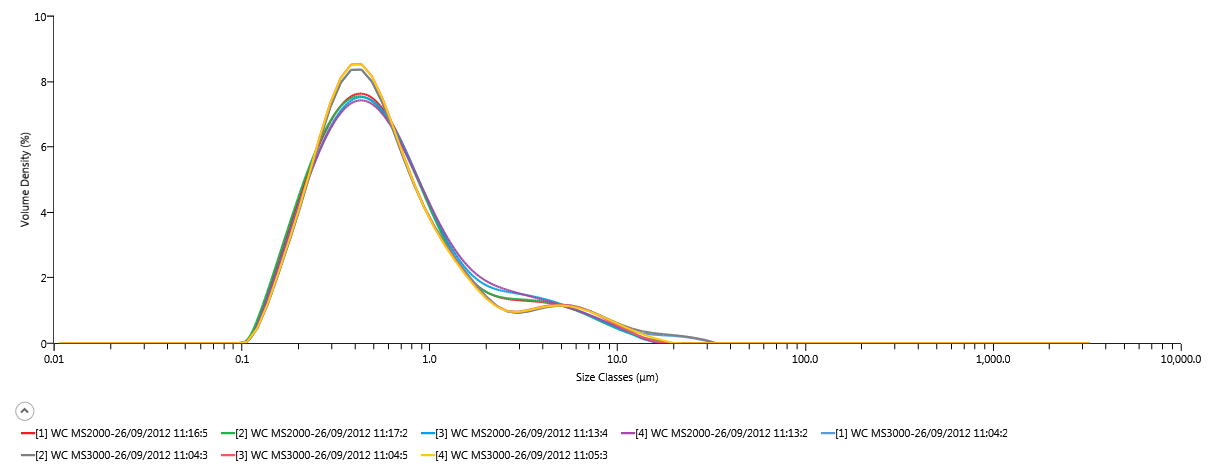 10
8
6
4
2
0
Volume Density (%)
0.01 0.1 1.0 10.0 100.0 1,000.0 10,000.0
Size Classes (µm)
[1] WC MS2000-26/09/2012 11:16:5 [2] WC MS2000-26/09/2012 11:17:2 [3] WC MS2000-26/09/2012 11:13:4 [4] WC MS2000-26/09/2012 11:13:2 [1] WC MS3000-26/09/2012 11:04:2
[2] WC MS3000-26/09/2012 11:04:3 [3] WC MS3000-26/09/2012 11:04:5 [4] WC MS3000-26/09/2012 11:05:3